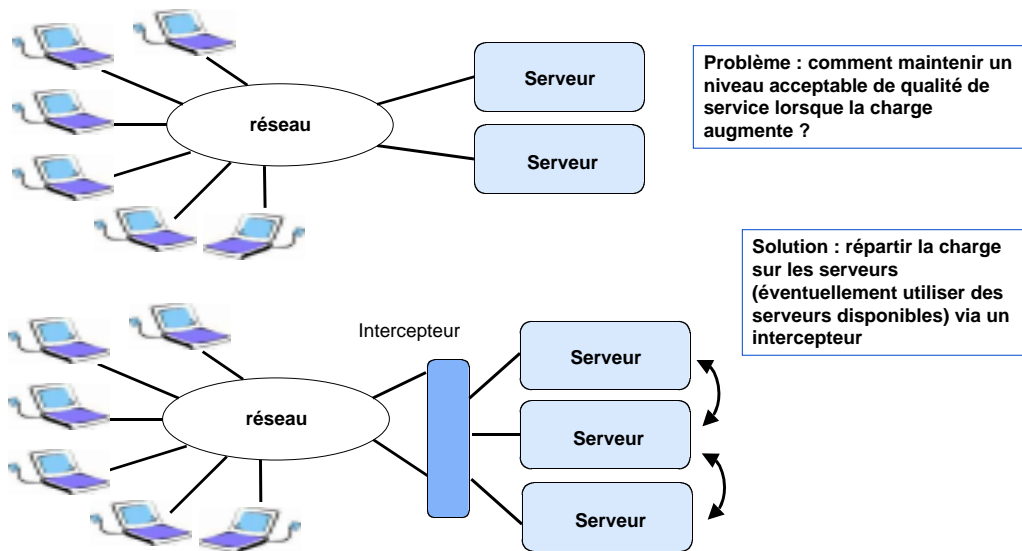 Serveur
réseau
Serveur
Problème : comment maintenir un
niveau acceptable de qualité de
service lorsque la charge
augmente ?
Solution : répartir la charge
sur les serveurs
(éventuellement utiliser des
serveurs disponibles) via un
intercepteur
Intercepteur
Serveur
réseau
Serveur
Serveur